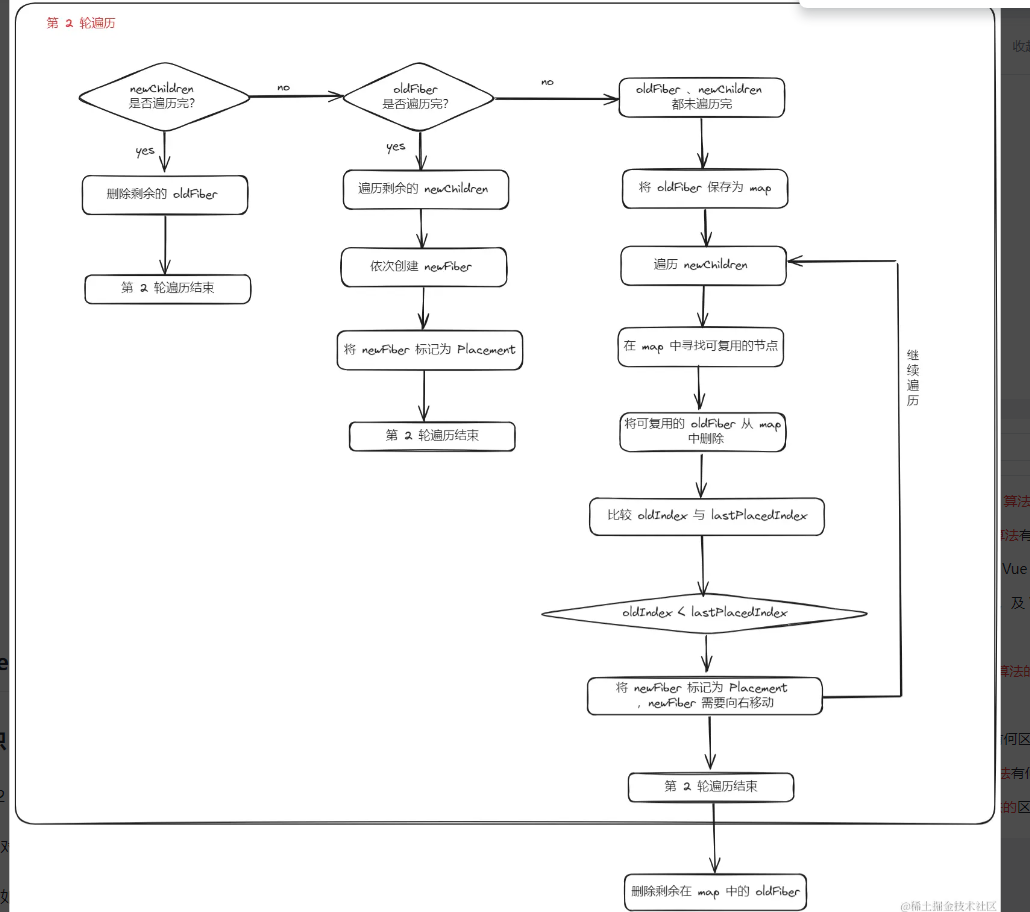 第 2 轮遍历
收起
newChildren
是否遍历完?
no
oldFiber
是否遍历完?
no
oldFiber 、newChildren
都未遍历完
yes
yes
删除剩余的 oldFiber
遍历剩余的 newChildren
将 oldFiber 保存为 map
第 2 轮遍历结束
依次创建 newFiber
遍历 newChildren
将 newFiber 标记为 Placement
在 map 中寻找可复用的节点
继续遍历
第 2 轮遍历结束
将可复用的 oldFiber 从 map
中删除
比较 oldIndex 与 lastPlacedIndex
算法
算法有
Vue
及
oldIndex < lastPlacedIndex
算法的
将 newFiber 标记为 Placement
，newFiber 需要向右移动
何区
第 2 轮遍历结束
法有何
的区
删除剩余在 map 中的 oldFiber
@稀土掘金技术社区